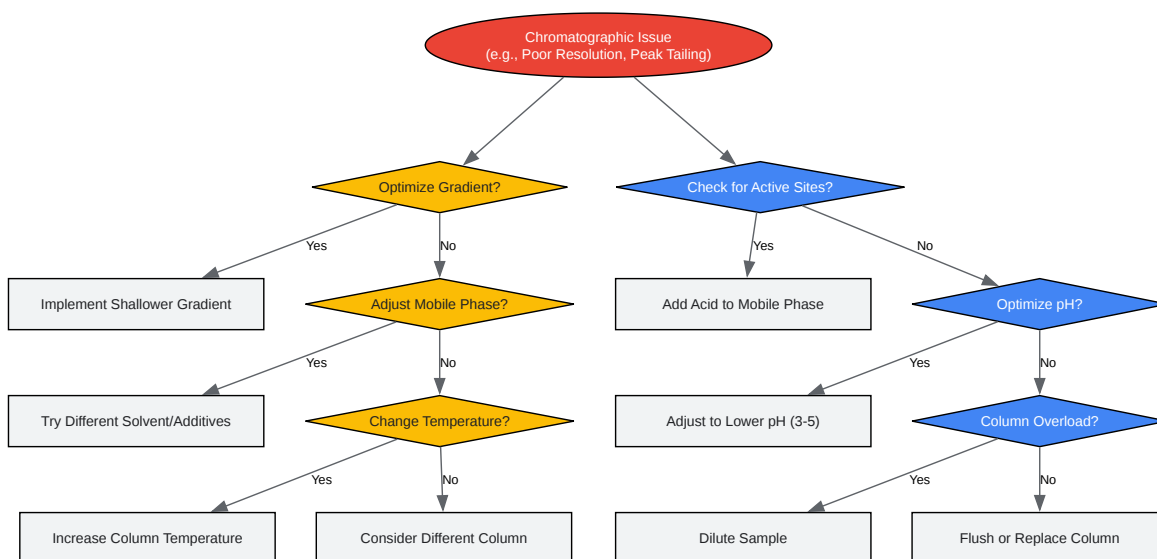 Chromatographic Issue
(e.g., Poor Resolution, Peak Tailing)
Optimize Gradient?
Check for Active Sites?
Yes
No
Yes
No
Implement Shallower Gradient
Adjust Mobile Phase?
Add Acid to Mobile Phase
Optimize pH?
Yes
No
Yes
No
Try Different Solvent/Additives
Change Temperature?
Adjust to Lower pH (3-5)
Column Overload?
Yes
No
Yes
No
Increase Column Temperature
Consider Different Column
Dilute Sample
Flush or Replace Column